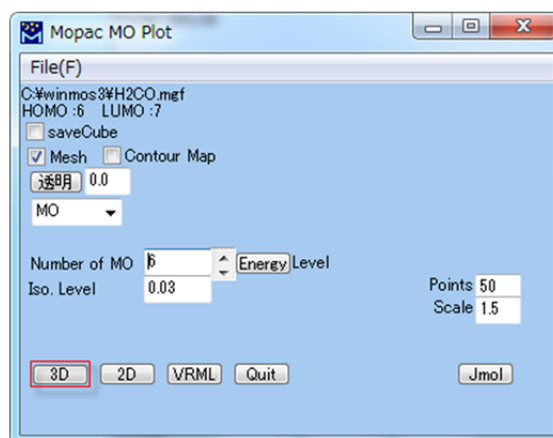 Mopac MO Plot
File(F)
C:¥winmos3¥H2CO.mgf
HOMO :6 LUMO :7
saveCube
Mesh Contour Map
透明 0.0
MO
Number of MO 6 Energy Level
Iso. Level 0.03
Points 50
Scale 1.5
3D 2D VRML Quit Jmol